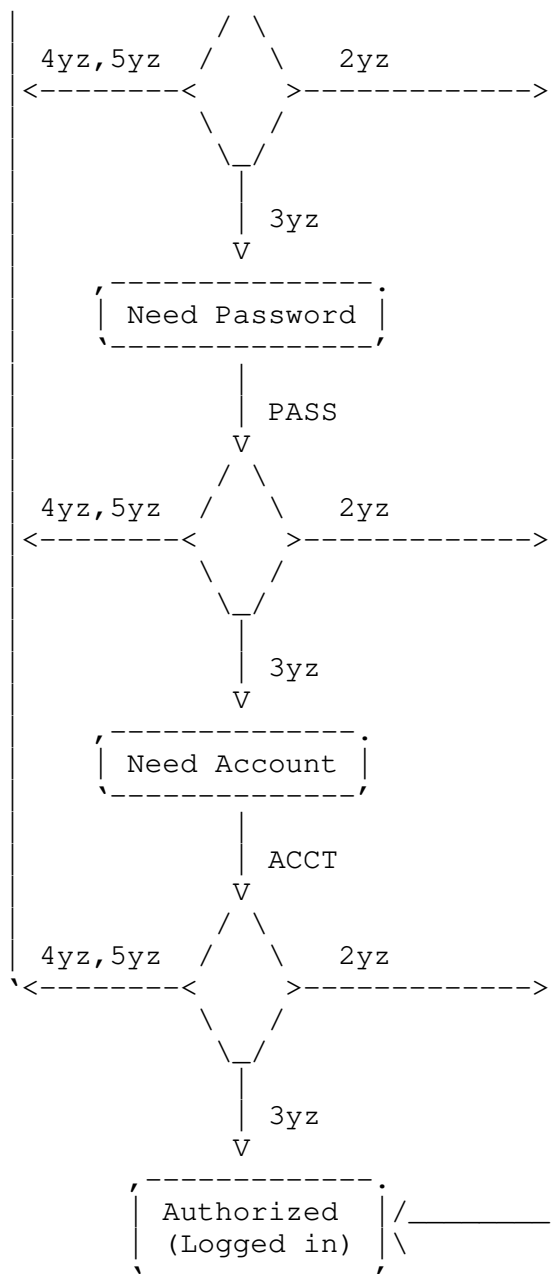 4yz,5yz 2yz
3yz
Need Password
PASS
4yz,5yz 2yz
3yz
Need Account
ACCT
4yz,5yz 2yz
3yz
Authorized
(Logged in)